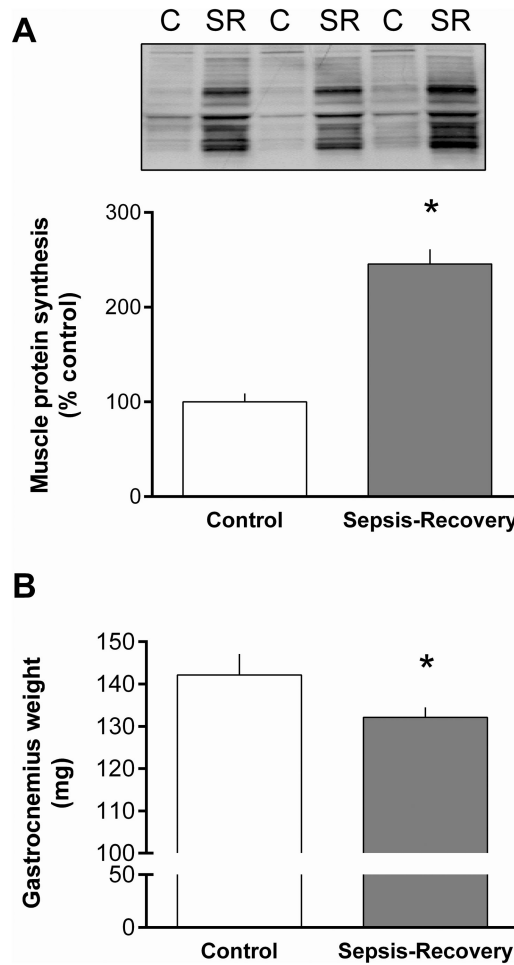 A
C SR C SR C SR
Muscle protein synthesis
(% control)
300
200
100
0
*
Control Sepsis-Recovery
B
Gastrocnemius weight
(mg)
150
140
130
120
110
100
50
0
*
Control Sepsis-Recovery